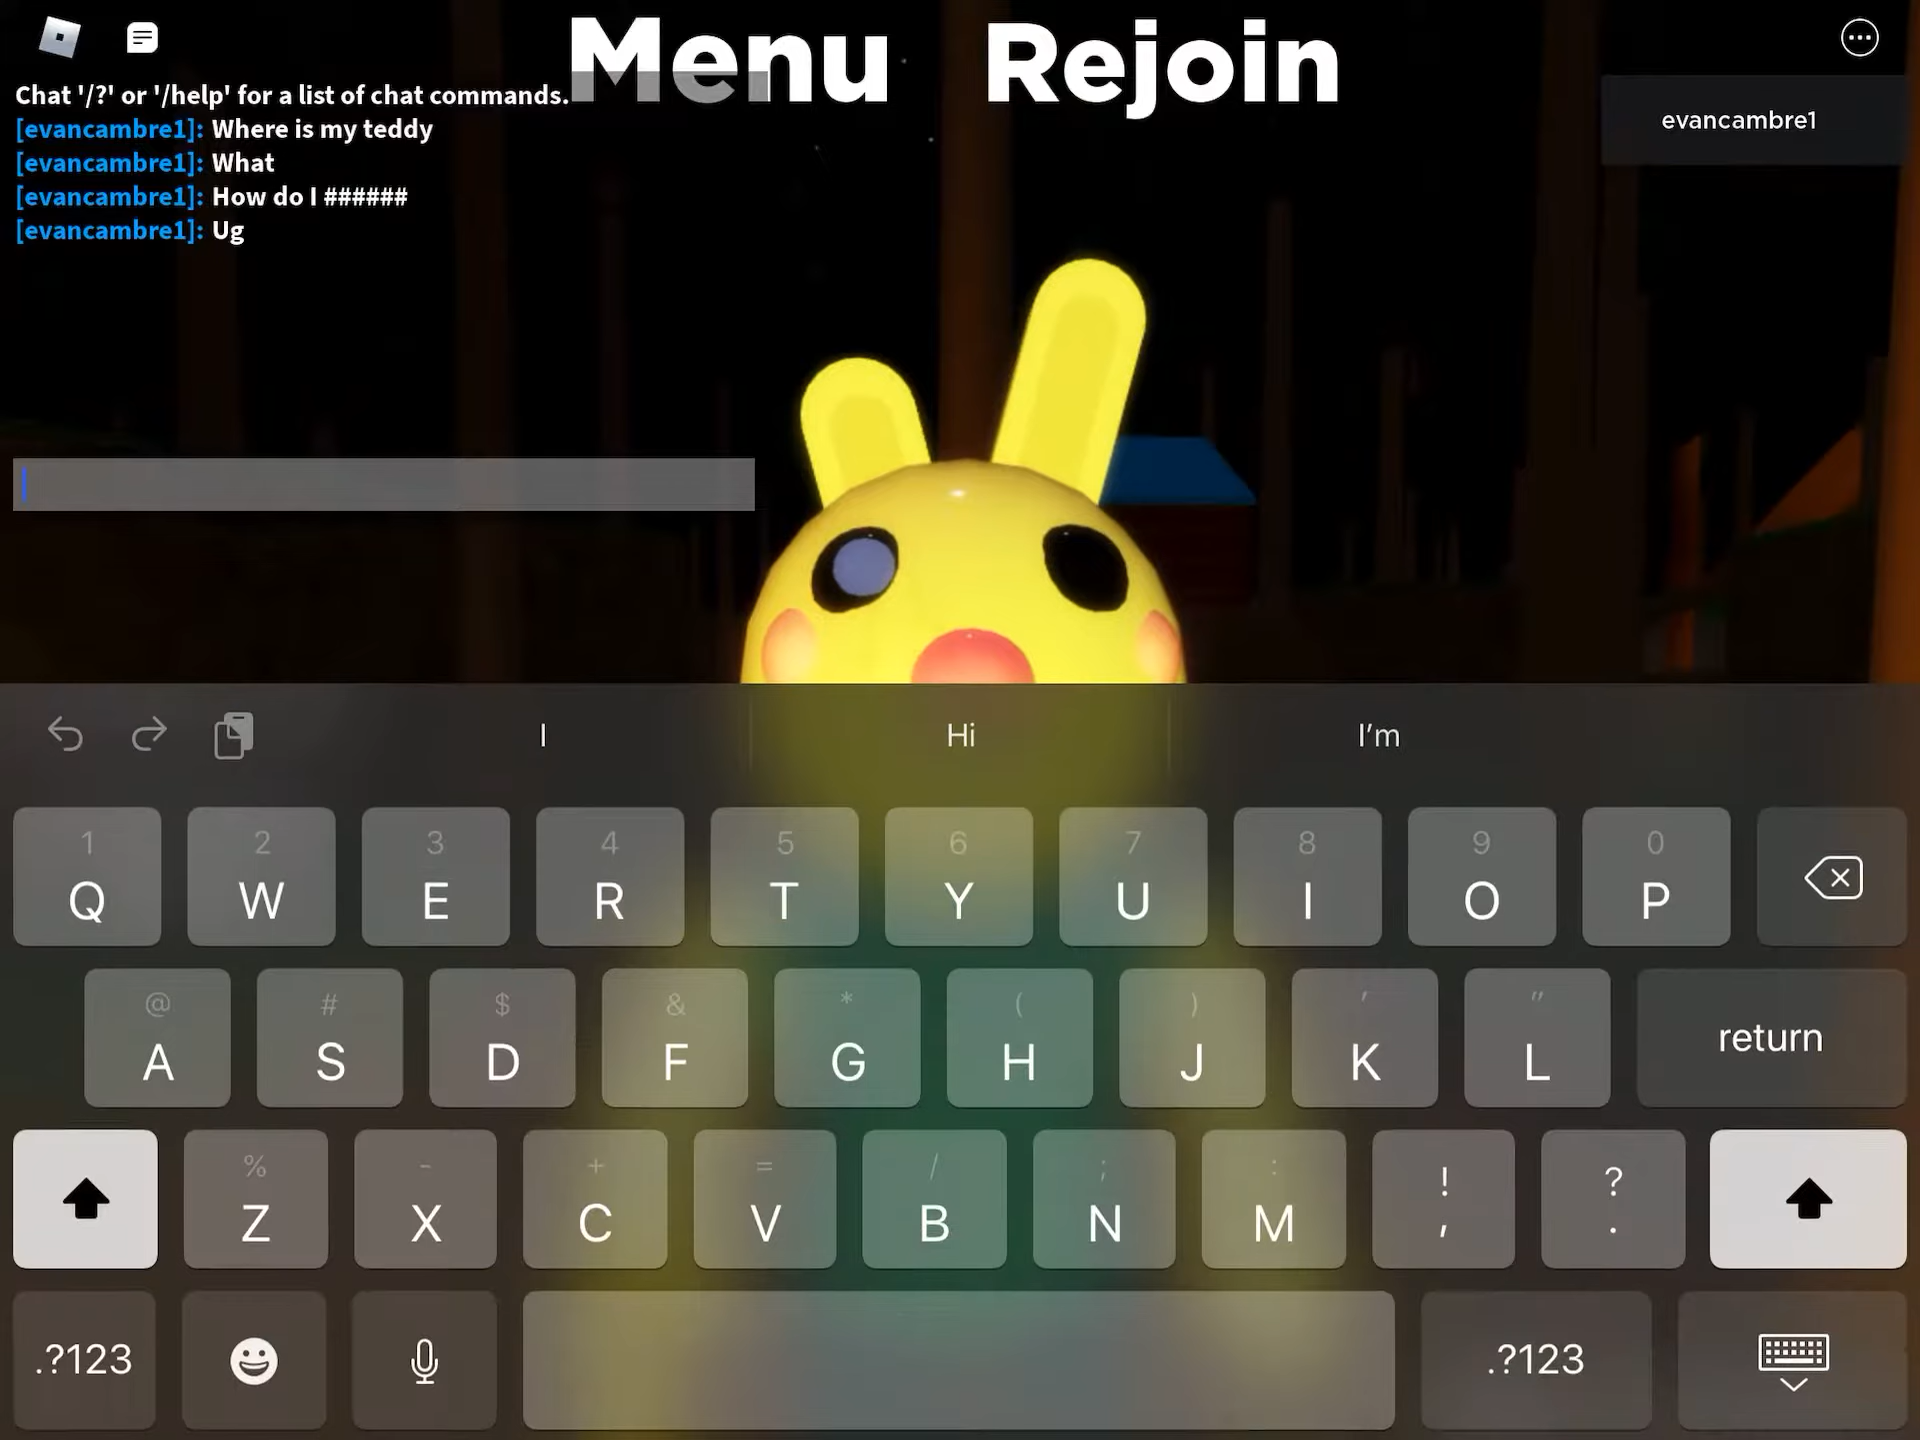 Menu Rejoin
Chat '/?' or '/help' for a list of chat commands.
evancambre1
[evancambre1]: Where is my teddy
[evancambre1]: What
[evancambre1]: How do I ######
[evancambre1]: Ug
I Hi I'm
1 2 3 4 5 6 7 8 9 0
Q W E R T Y U I O P
@ # $ & * ( ) ' "
A S D F G H J K L return
% - + = / ; : ! ?
Z X C V B N M , .
.?123 .?123